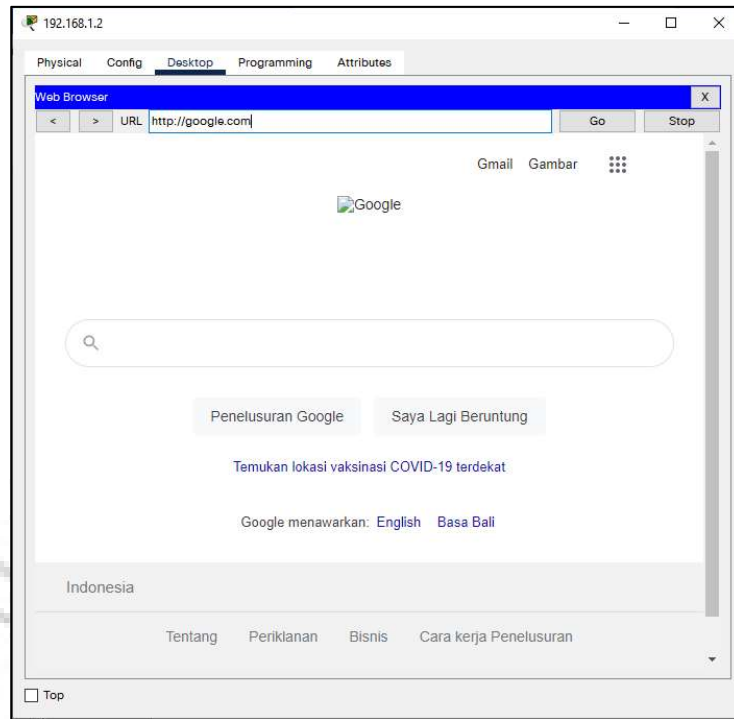 192.168.1.2
Physical Config Desktop Programming Attributes
Web Browser X
< > URL http://google.com Go Stop
Gmail Gambar
Google
Penelusuran Google Saya Lagi Beruntung
Temukan lokasi vaksinasi COVID-19 terdekat
Google menawarkan: English Basa Bali
Indonesia
Tentang Periklanan Bisnis Cara kerja Penelusuran
Top